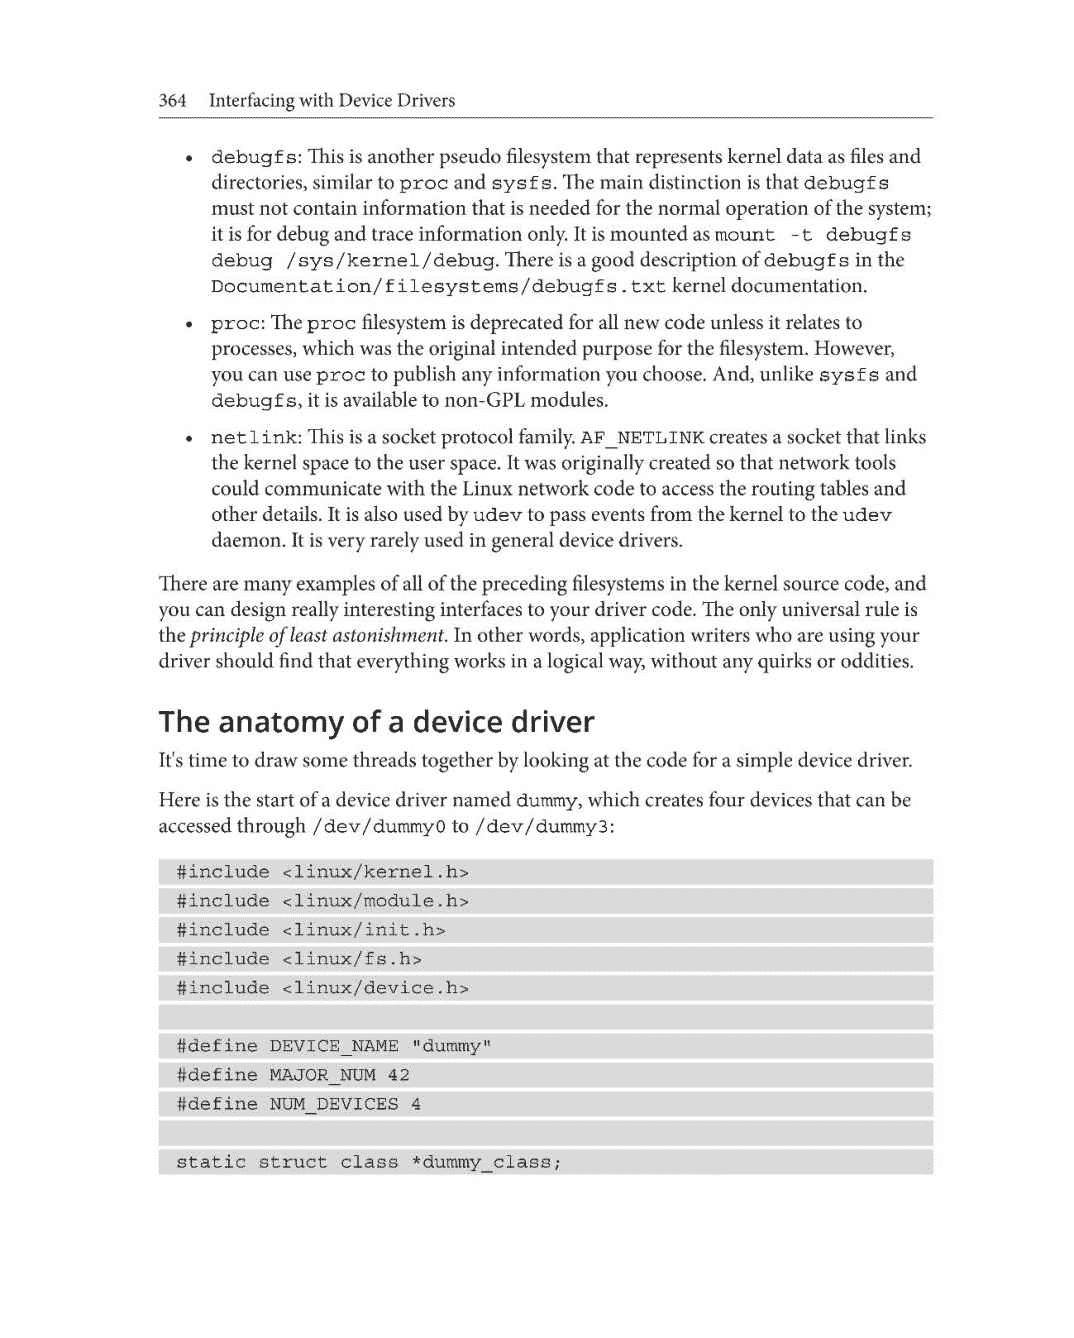 364 Interfacing with Device Drivers
• debugfs: This is another pseudo filesystem that represents kernel data as files and
directories, similar to proc and sysfs. The main distinction is that debugfs
must not contain information that is needed for the normal operation of the system;
it is for debug and trace information only. It is mounted as mount -t debugfs
debug /sys/kernel/debug. There is a good description of debugfs in the
Documentation/filesystems/debugfs.txt kernel documentation.
• proc: The proc filesystem is deprecated for all new code unless it relates to
processes, which was the original intended purpose for the filesystem. However,
you can use proc to publish any information you choose. And, unlike sysfs and
debugfs, it is available to non-GPL modules.
• netlink: This is a socket protocol family. AF_NETLINK creates a socket that links
the kernel space to the user space. It was originally created so that network tools
could communicate with the Linux network code to access the routing tables and
other details. It is also used by udev to pass events from the kernel to the udev
daemon. It is very rarely used in general device drivers.
There are many examples of all of the preceding filesystems in the kernel source code, and
you can design really interesting interfaces to your driver code. The only universal rule is
the principle of least astonishment. In other words, application writers who are using your
driver should find that everything works in a logical way, without any quirks or oddities.
The anatomy of a device driver
It's time to draw some threads together by looking at the code for a simple device driver.
Here is the start of a device driver named dummy, which creates four devices that can be
accessed through /dev/dummy0 to /dev/dummy3:
#include <linux/kernel.h>
#include <linux/module.h>
#include <linux/init.h>
#include <linux/fs.h>
#include <linux/device.h>
#define DEVICE_NAME "dummy"
#define MAJOR_NUM 42
#define NUM_DEVICES 4
static struct class *dummy_class;